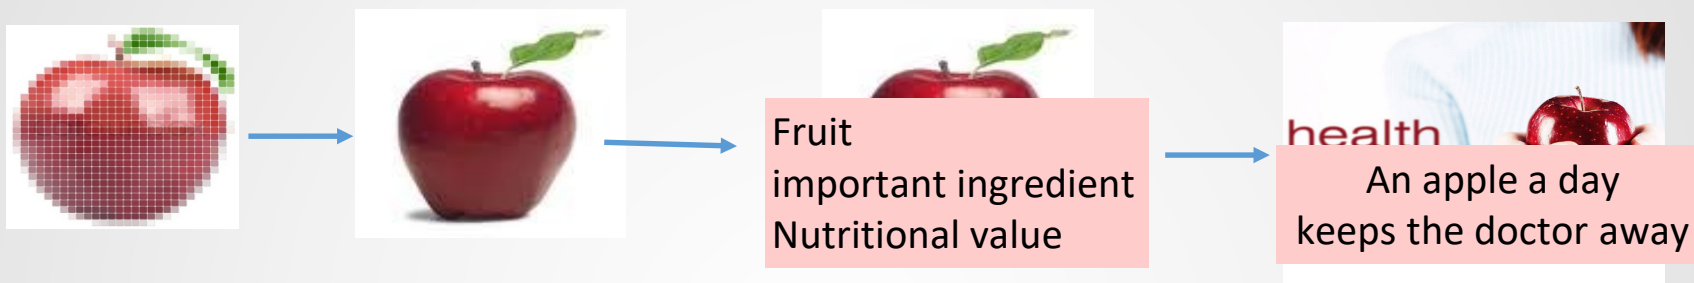 Fruit
important ingredient
Nutritional value
health
An apple a day
keeps the doctor away